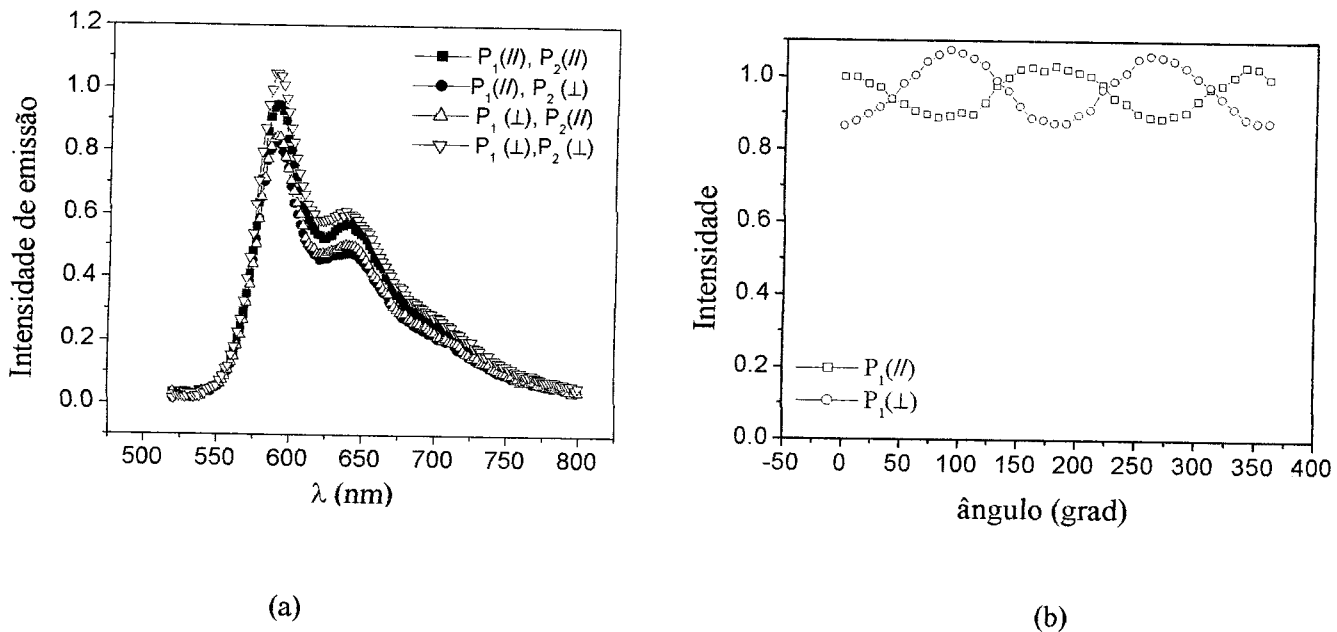 1.2
1.0
0.8
0.6
0.4
0.2
0.0
Intensidade de emissão
P1(//), P2(//)
P1(//), P2(⊥)
P1(⊥), P2(//)
P1(⊥), P2(⊥)
500 550 600 650 700 750 800
λ (nm)
(a)
1.0
0.8
0.6
0.4
0.2
0.0
Intensidade
P1(//)
P1(⊥)
-50 0 50 100 150 200 250 300 350 400
ângulo (grad)
(b)